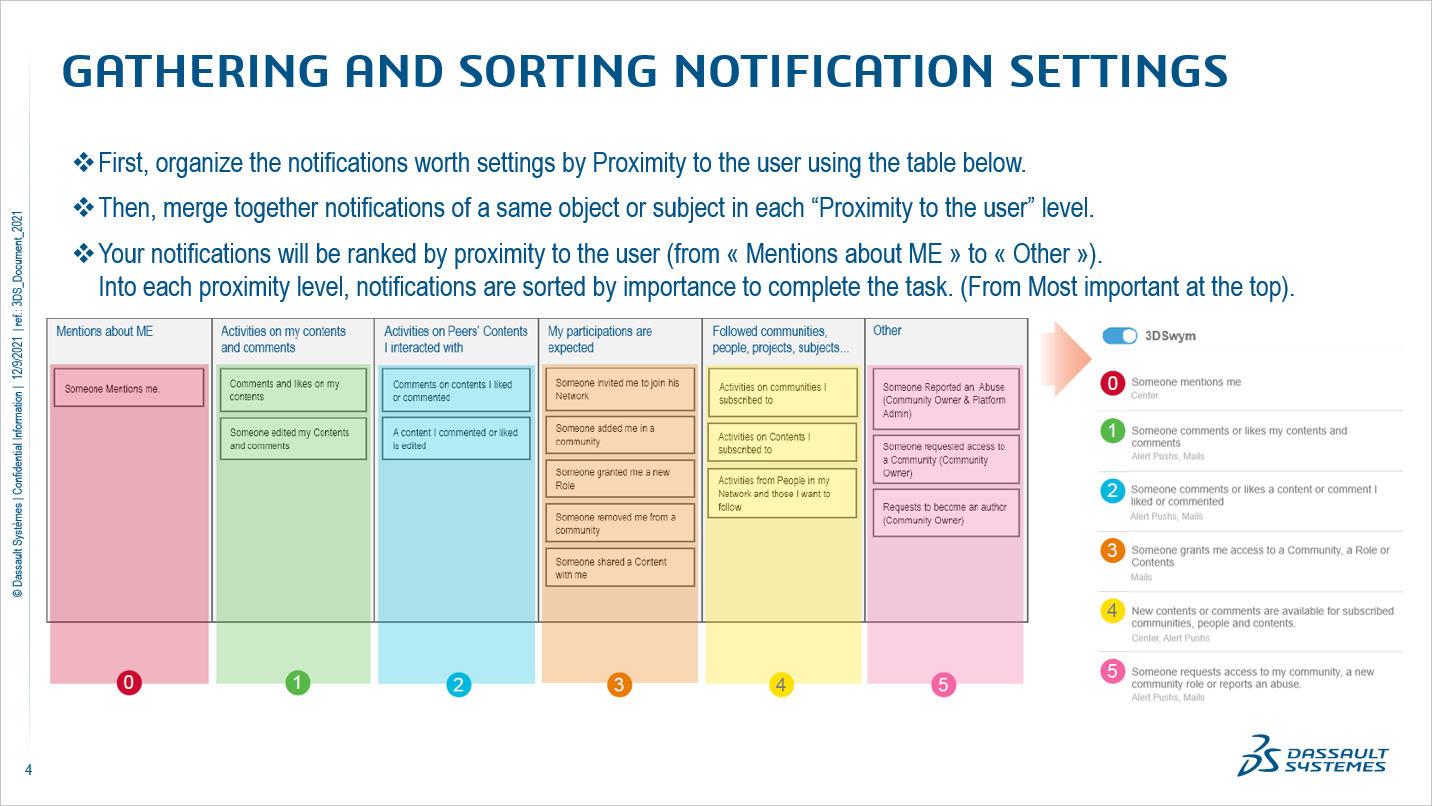 GATHERING AND SORTING NOTIFICATION SETTINGS
❖ First, organize the notifications worth settings by Proximity to the user using the table below.
❖ Then, merge together notifications of a same object or subject in each “Proximity to the user” level.
❖ Your notifications will be ranked by proximity to the user (from « Mentions about ME » to « Other »).
Into each proximity level, notifications are sorted by importance to complete the task. (From Most important at the top).
Mentions about ME
Someone Mentions me.
0
Activities on my contents
and comments
Comments and likes on my
contents
Someone edited my Contents
and comments
1
Activities on Peers’ Contents
I interacted with
Comments on contents I liked
or commented
A content I commented or liked
is edited
2
My participations are
expected
Someone invited me to join his
Network
Someone added me in a
community
Someone granted me a new
Role
Someone removed me from a
community
Someone shared a Content
with me
3
Followed communities,
people, projects, subjects...
Activities on communities I
subscribed to
Activities on Contents I
subscribed to
Activities from People in my
Network and those I want to
follow
4
Other
Someone Reported an Abuse
(Community Owner & Platform
Admin)
Someone requested access to
a Community (Community
Owner)
Requests to become an author
(Community Owner)
5
3DSwym
0
Someone mentions me
Center
1
Someone comments or likes my contents and
comments
Alert Pushs, Mails
2
Someone comments or likes a content or comment I
liked or commented
Alert Pushs, Mails
3
Someone grants me access to a Community, a Role or
Contents
Mails
4
New contents or comments are available for subscribed
communities, people and contents.
Center, Alert Pushs
5
Someone requests access to my community, a new
community role or reports an abuse.
Alert Pushs, Mails
© Dassault Systèmes | Confidential Information | 12/9/2021 | ref.: 3DS_Document_2021
4
3DS DASSAULT
SYSTEMES